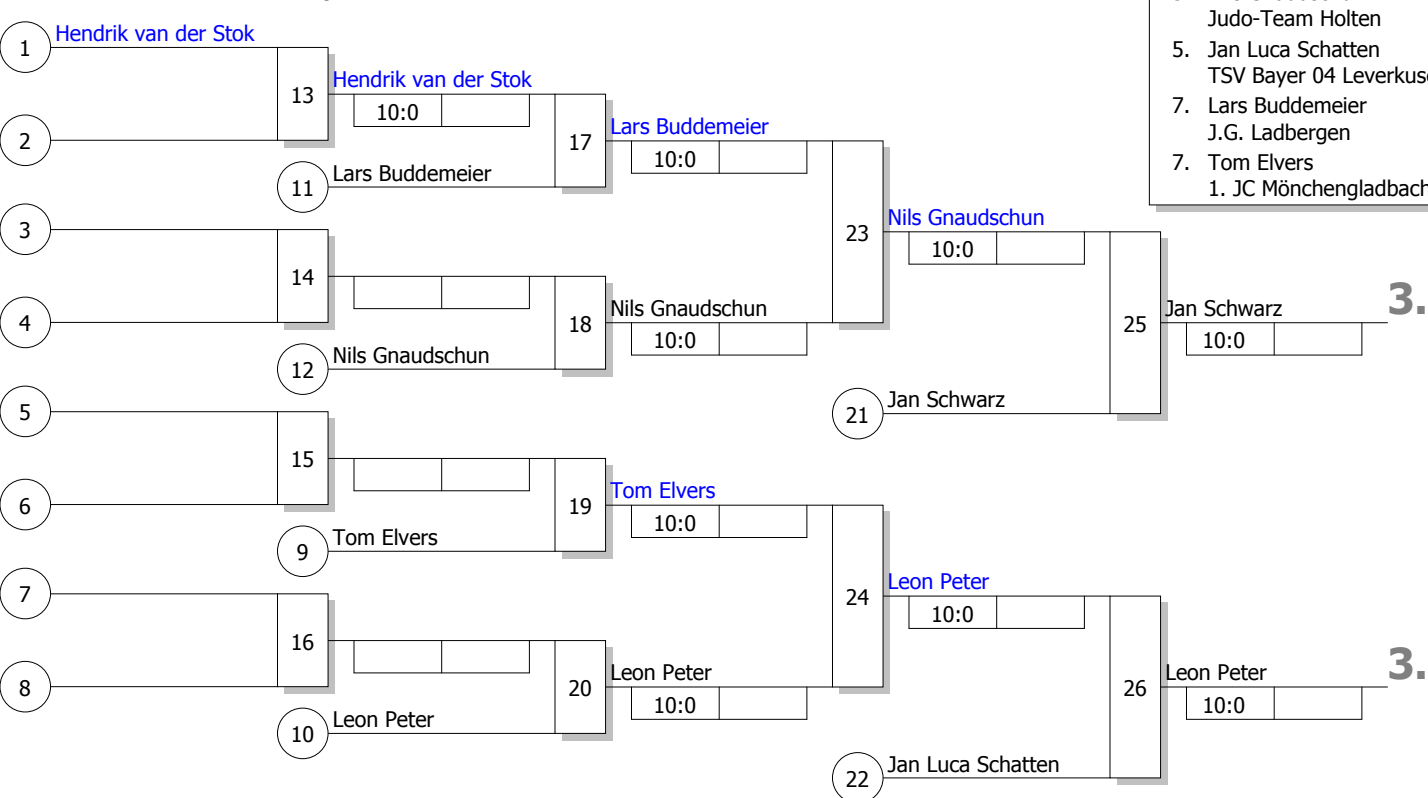 Judo-Team Holten
5. Jan Luca Schatten
TSV Bayer 04
7. Lars Buddemeier
J.G. Ladbergen
7. Tom Elvers
1. JC Mönchengladbach
1 Hendrik van der Stok
13 Hendrik van der Stok
10:0
2
17 Lars Buddemeier
10:0
11 Lars Buddemeier
3
23 Nils Gnaudschun
10:0
14
4
18 Nils Gnaudschun
10:0
12 Nils Gnaudschun
25 Jan Schwarz 3.
10:0
5
21 Jan Schwarz
15
6
19 Tom Elvers
10:0
9 Tom Elvers
7
24 Leon Peter
10:0
16
8
20 Leon Peter
10:0
10 Leon Peter
26 Leon Peter 3.
10:0
22 Jan Luca Schatten